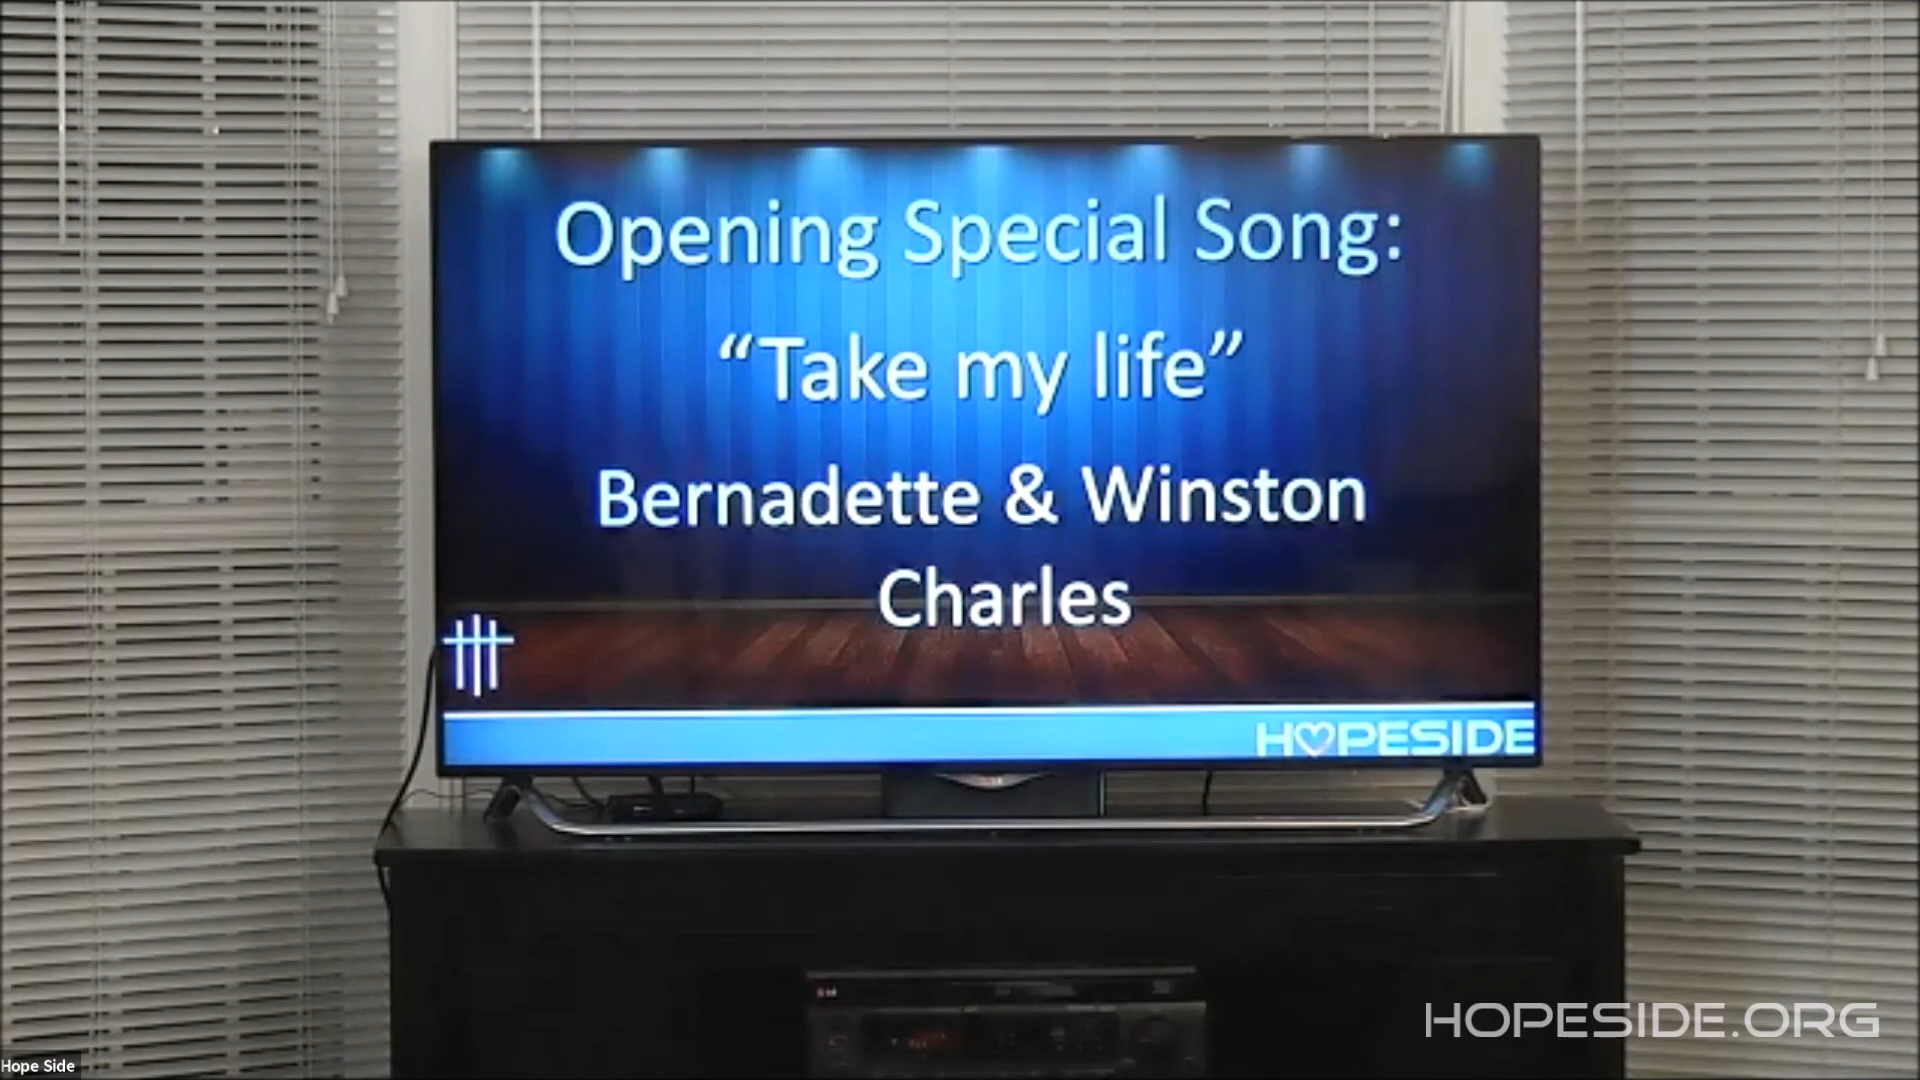 Opening Special Song:
“Take my life”
Bernadette & Winston
Charles
HOPESIDE
HOPESIDE.ORG
Hope Side